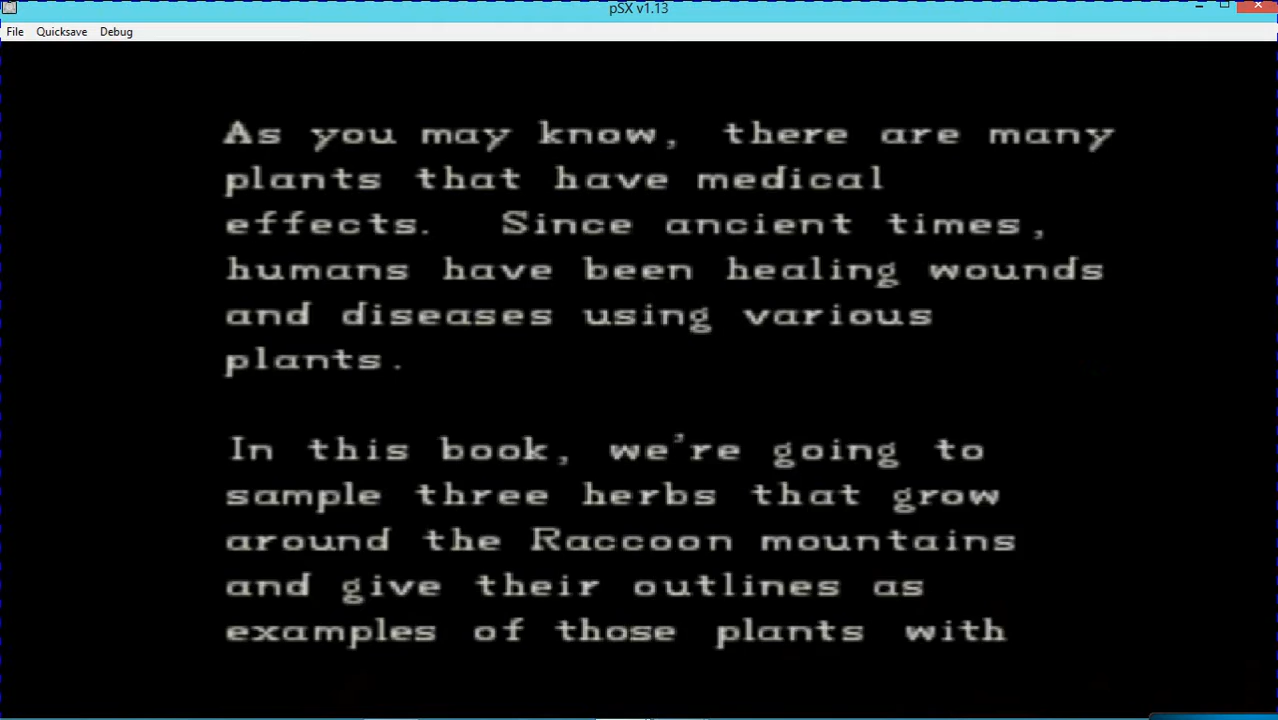 pSX v1.13
File Quicksave Debug
As you may know, there are many
plants that have medical
effects. Since ancient times,
humans have been healing wounds
and diseases using various
plants.
In this book, we're going to
sample three herbs that grow
around the Raccoon mountains
and give their outlines as
examples of those plants with